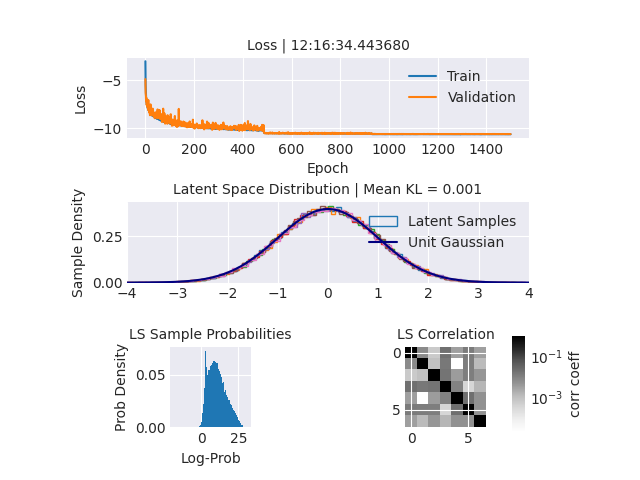 Loss | 12:16:34.443680
Loss
−5
−10
Train
Validation
0 200 400 600 800 1000 1200 1400
Epoch
Latent Space Distribution | Mean KL = 0.001
Sample Density
0.25
0.00
Latent Samples
Unit Gaussian
−4 −3 −2 −1 0 1 2 3 4
LS Sample Probabilities
Prob Density
0.05
0.00
0 25
Log-Prob
LS Correlation
0
5
0 5
10⁻¹
10⁻³
corr coeff